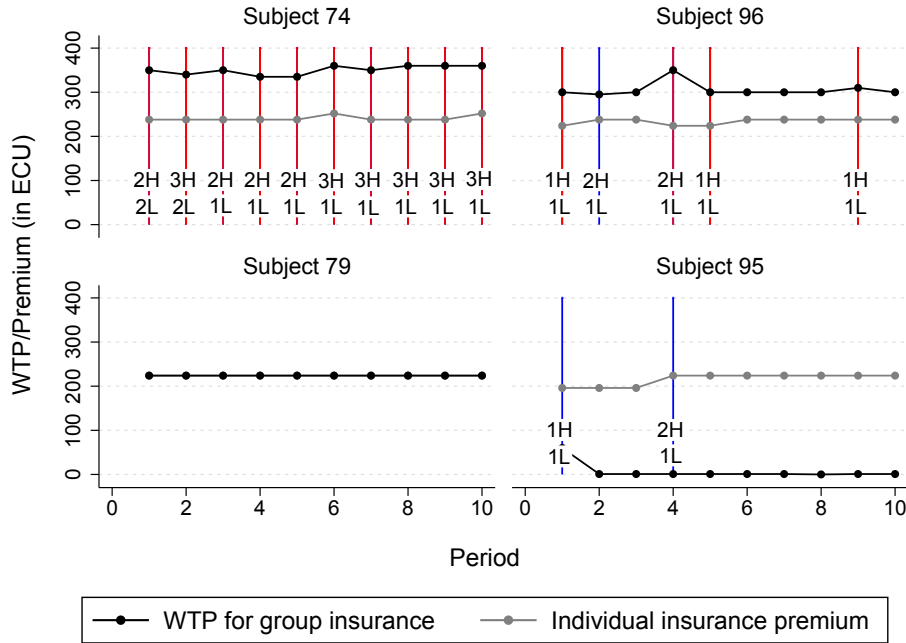 Subject 74
Subject 96
400
300
200
100
0
2H 3H 2H 2H 2H 3H 3H 3H 3H 3H
2L 2L 1L 1L 1L 1L 1L 1L 1L 1L
1H 2H 2H 1H 1H
1L 1L 1L 1L 1L
Subject 79
Subject 95
400
300
200
100
0
1H 2H
1L 1L
0 2 4 6 8 10
0 2 4 6 8 10
WTP/Premium (in ECU)
Period
WTP for group insurance
Individual insurance premium